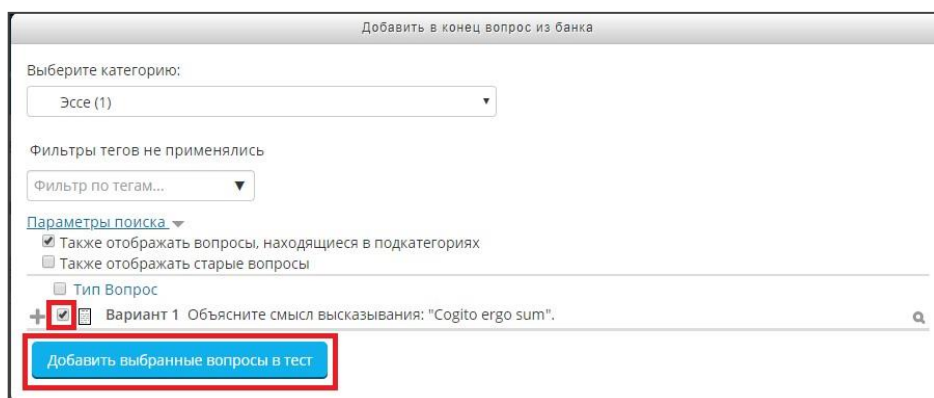 Добавить в конец вопрос из банка
Выберите категорию:
Эссе (1)
Фильтры тегов не применялись
Фильтр по тегам...
Параметры поиска
Также отображать вопросы, находящиеся в подкатегориях
Также отображать старые вопросы
Тип Вопрос
Вариант 1 Объясните смысл высказывания: "Cogito ergo sum".
Добавить выбранные вопросы в тест